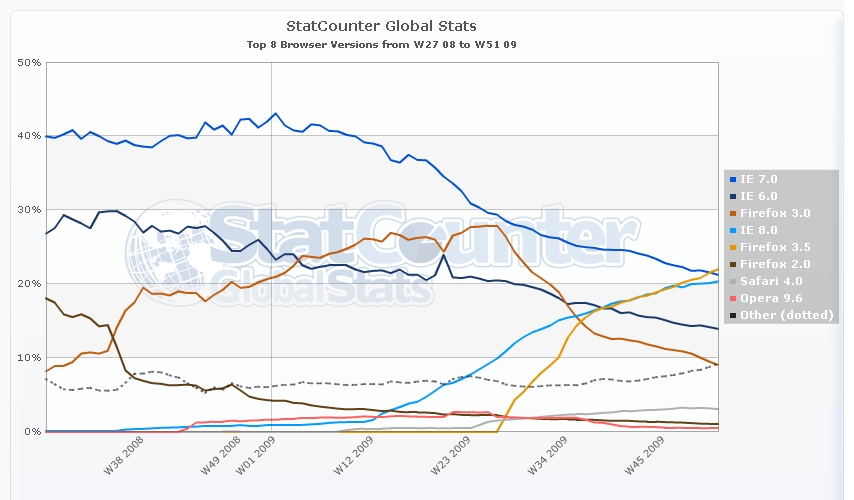 StatCounter Global Stats
Top 8 Browser Versions from W27 08 to W51 09
50%
40%
30%
20%
10%
0%
StatCounter
Global Stats
IE 7.0
IE 6.0
Firefox 3.0
IE 8.0
Firefox 3.5
Firefox 2.0
Safari 4.0
Opera 9.6
Other (dotted)
W38 2008
W49 2008
W01 2009
W12 2009
W23 2009
W34 2009
W45 2009